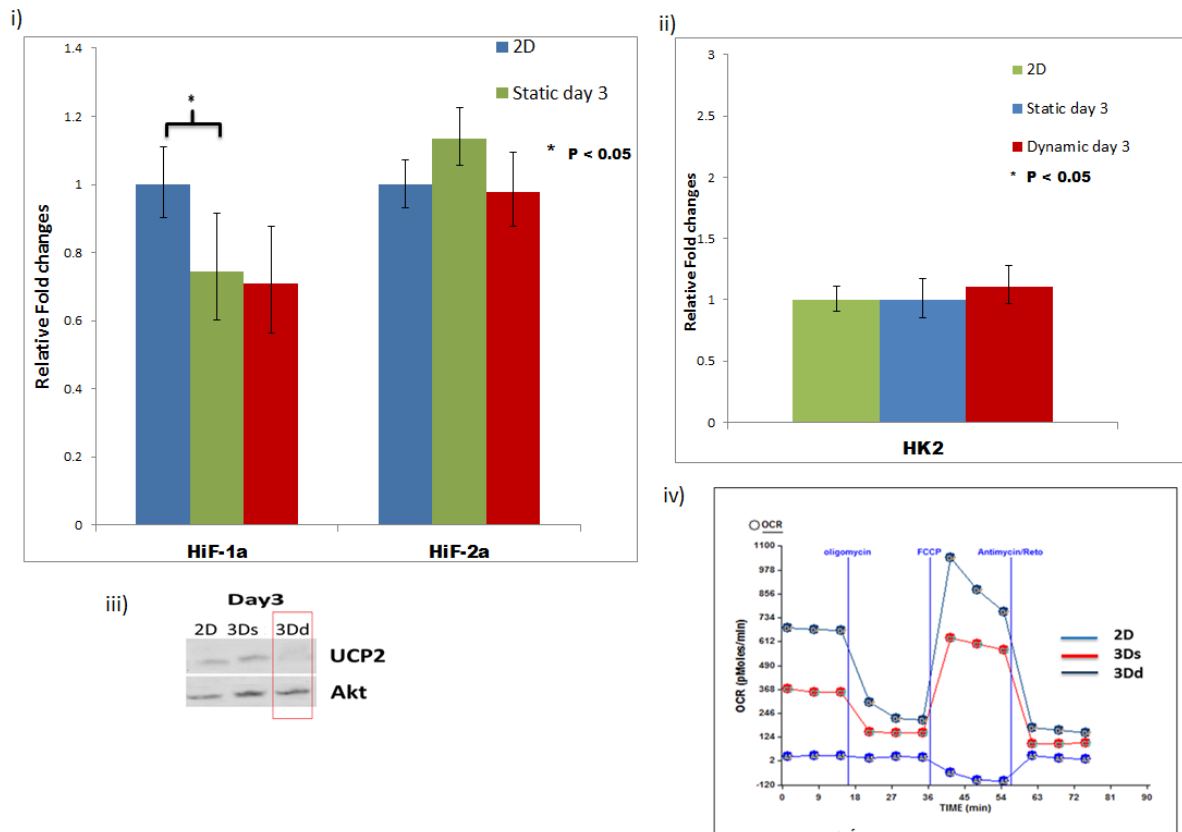 i)
1.4
1.2
1
0.8
0.6
0.4
0.2
0
Relative Fold changes
2D
Static day 3
*
* P < 0.05
HiF-1a
HiF-2a
ii)
3
2.5
2
1.5
1
0.5
0
Relative Fold changes
2D
Static day 3
Dynamic day 3
* P < 0.05
HK2
iii)
Day3
2D 3Ds 3Dd
UCP2
Akt
iv)
OCR
oligomycin FCCP Antimycin/Reto
1100
978
856
734
612
490
368
246
124
2
-120
OCR (pMoles/min)
2D
3Ds
3Dd
0 9 18 27 36 45 54 63 72 81 90
TIME (min)